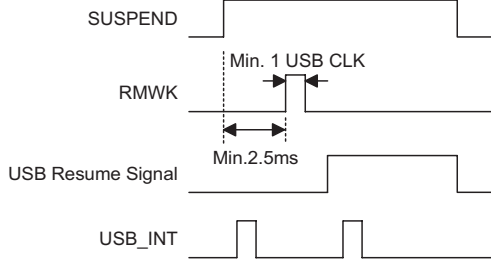 SUSPEND
Min. 1 USB CLK
RMWK
Min.2.5ms
USB Resume Signal
USB_INT